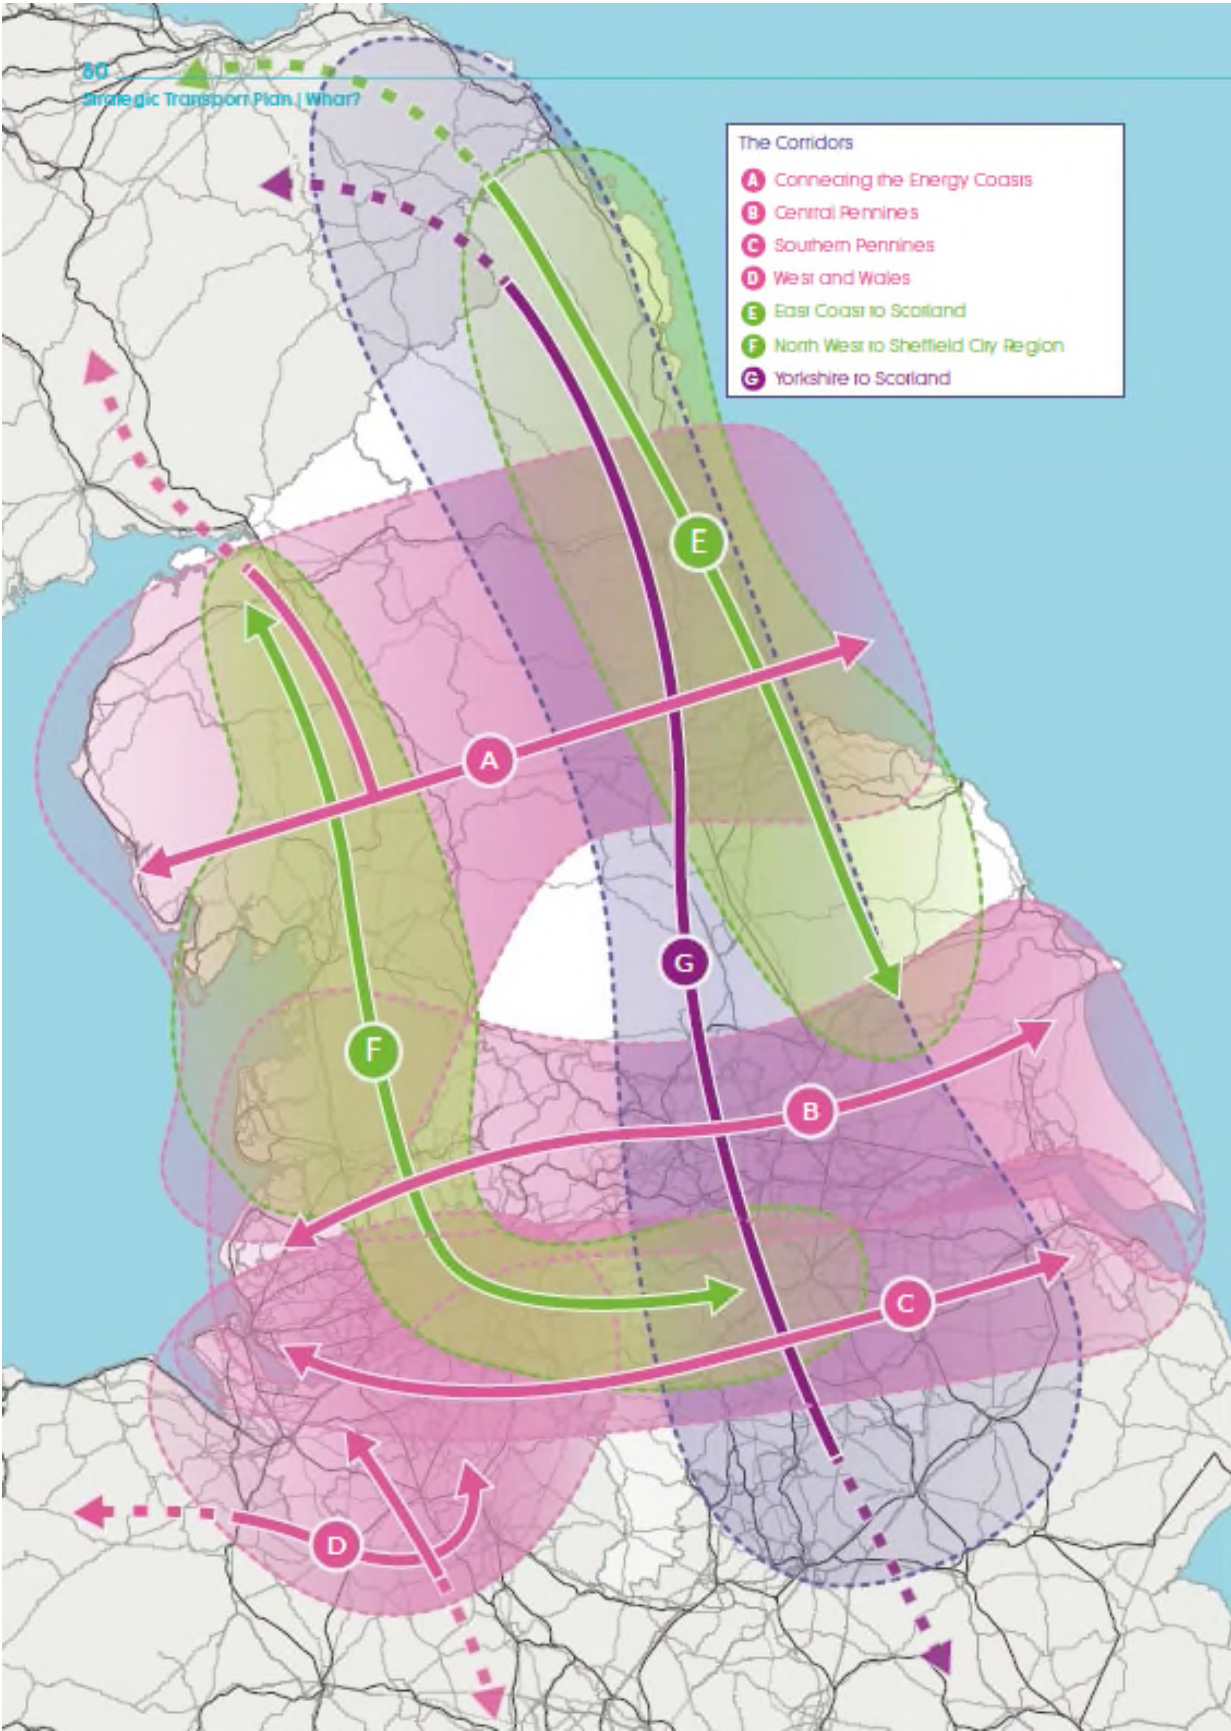 60
Strategic Transport Plan | What?
The Corridors
A Connecting the Energy Coasts
B Central Pennines
C Southern Pennines
D West and Wales
E East Coast to Scotland
F North West to Sheffield City Region
G Yorkshire to Scotland
E
A
G
F
B
C
D